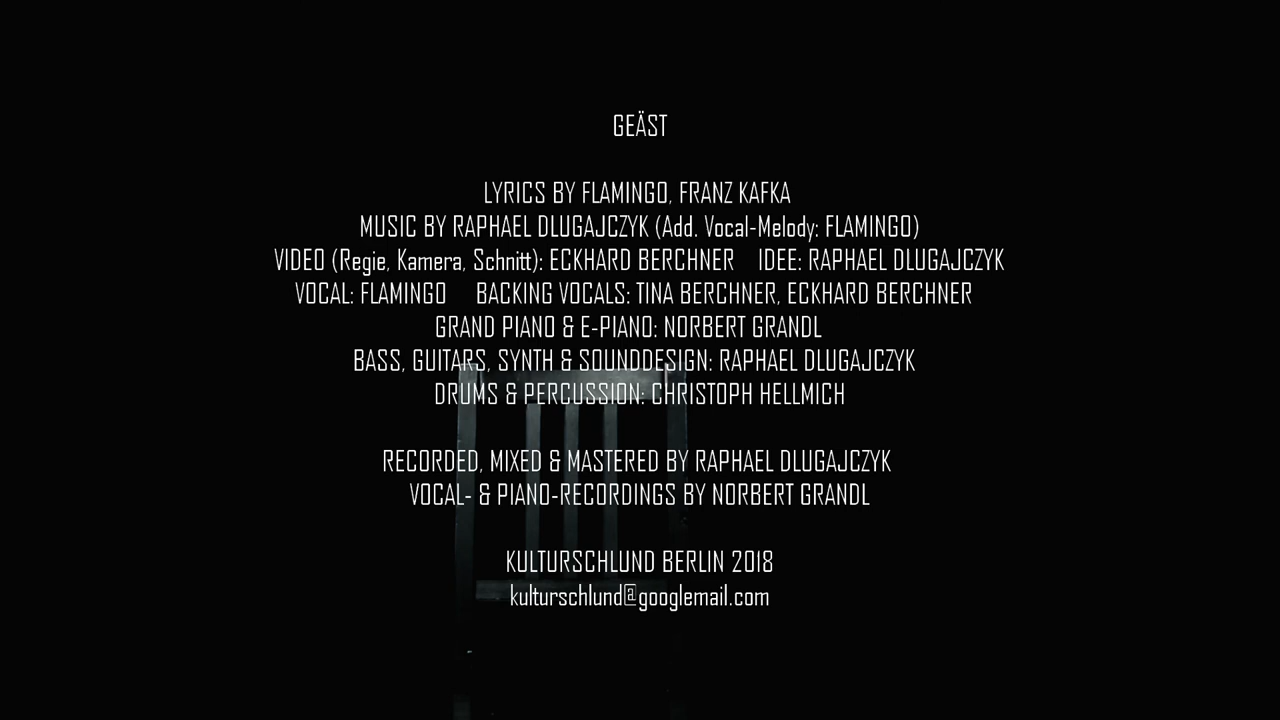 GEÄST
LYRICS BY FLAMINGO, FRANZ KAFKA
MUSIC BY RAPHAEL DLUGAJCZYK (Add. Vocal-Melody: FLAMINGO)
VIDEO (Regie, Kamera, Schnitt): ECKHARD BERCHNER IDEE: RAPHAEL DLUGAJCZYK
VOCAL: FLAMINGO BACKING VOCALS: TINA BERCHNER, ECKHARD BERCHNER
GRAND PIANO & E-PIANO: NORBERT GRANDL
BASS, GUITARS, SYNTH & SOUNDDESIGN: RAPHAEL DLUGAJCZYK
DRUMS & PERCUSSION: CHRISTOPH HELLMICH
RECORDED, MIXED & MASTERED BY RAPHAEL DLUGAJCZYK
VOCAL- & PIANO-RECORDINGS BY NORBERT GRANDL
KULTURSCHLUND BERLIN 2018
kulturschlund@googlemail.com